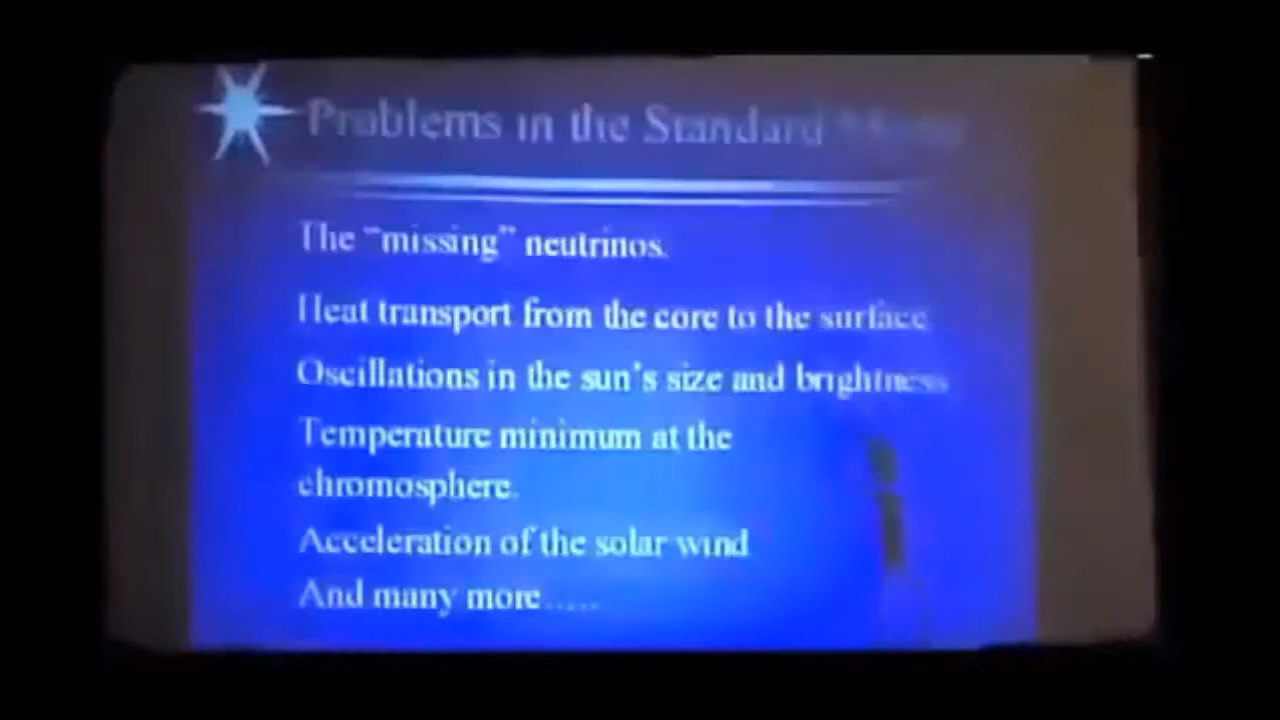 Problems in the Standard
The “missing” neutrinos.
Heat transport from the core to the surface
Oscillations in the sun's size and brightness
Temperature minimum at the
chromosphere.
Acceleration of the solar wind
And many more.....